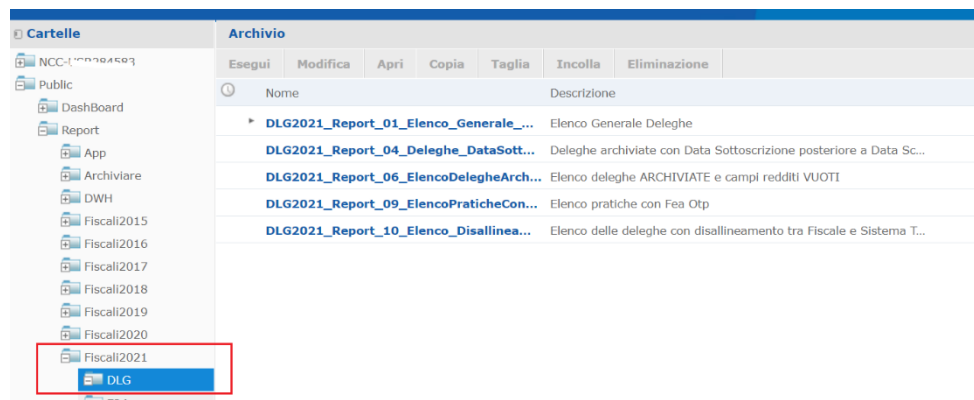 Cartelle
NCC-
Public
DashBoard
Report
App
Archiviare
DWH
Fiscali2015
Fiscali2016
Fiscali2017
Fiscali2018
Fiscali2019
Fiscali2020
Fiscali2021
DLG
Archivio
Esegui Modifica Apri Copia Taglia Incolla Eliminazione
Nome Descrizione
DLG2021_Report_01_Elenco_Generale_... Elenco Generale Deleghe
DLG2021_Report_04_Deleghe_DataSott... Deleghe archiviate con Data Sottoscrizione posteriore a Data Sc...
DLG2021_Report_06_ElencoDelegheArch... Elenco deleghe ARCHIVIATE e campi redditi VUOTI
DLG2021_Report_09_ElencoPraticheCon... Elenco pratiche con Fea Otp
DLG2021_Report_10_Elenco_Disallinea... Elenco delle deleghe con disallineamento tra Fiscale e Sistema T...